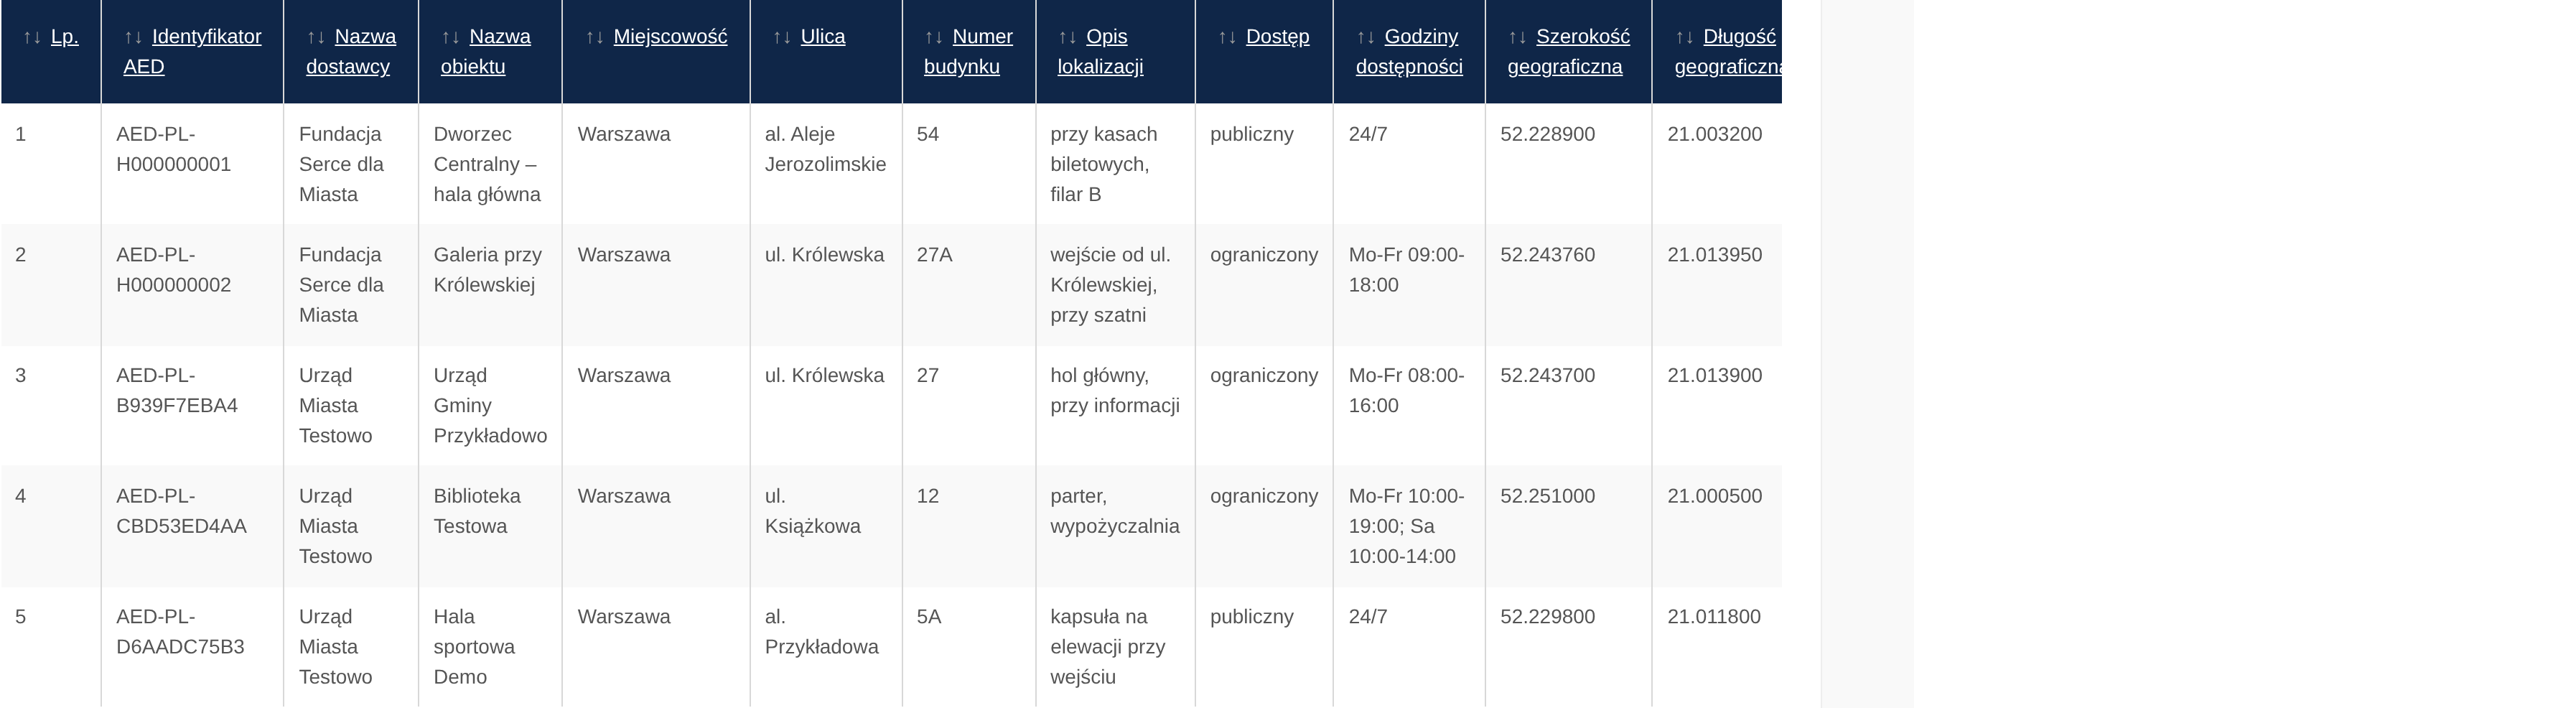 ↑↓ Lp.
↑↓ Identyfikator
AED
↑↓ Nazwa
dostawcy
↑↓ Nazwa
obiektu
↑↓ Miejscowość
↑↓ Ulica
↑↓ Numer
budynku
↑↓ Opis
lokalizacji
↑↓ Dostęp
↑↓ Godziny
dostępności
↑↓ Szerokość
geograficzna
↑↓ Długość
geograficzna
1
AED-PL-
H000000001
Fundacja
Serce dla
Miasta
Dworzec
Centralny –
hala główna
Warszawa
al. Aleje
Jerozolimskie
54
przy kasach
biletowych,
filar B
publiczny
24/7
52.228900
21.003200
2
AED-PL-
H000000002
Fundacja
Serce dla
Miasta
Galeria przy
Królewskiej
Warszawa
ul. Królewska
27A
wejście od ul.
Królewskiej,
przy szatni
ograniczony
Mo-Fr 09:00-
18:00
52.243760
21.013950
3
AED-PL-
B939F7EBA4
Urząd
Miasta
Testowo
Urząd
Gminy
Przykładowo
Warszawa
ul. Królewska
27
hol główny,
przy informacji
ograniczony
Mo-Fr 08:00-
16:00
52.243700
21.013900
4
AED-PL-
CBD53ED4AA
Urząd
Miasta
Testowo
Biblioteka
Testowa
Warszawa
ul.
Książkowa
12
parter,
wypożyczalnia
ograniczony
Mo-Fr 10:00-
19:00; Sa
10:00-14:00
52.251000
21.000500
5
AED-PL-
D6AADC75B3
Urząd
Miasta
Testowo
Hala
sportowa
Demo
Warszawa
al.
Przykładowa
5A
kapsuła na
elewacji przy
wejściu
publiczny
24/7
52.229800
21.011800